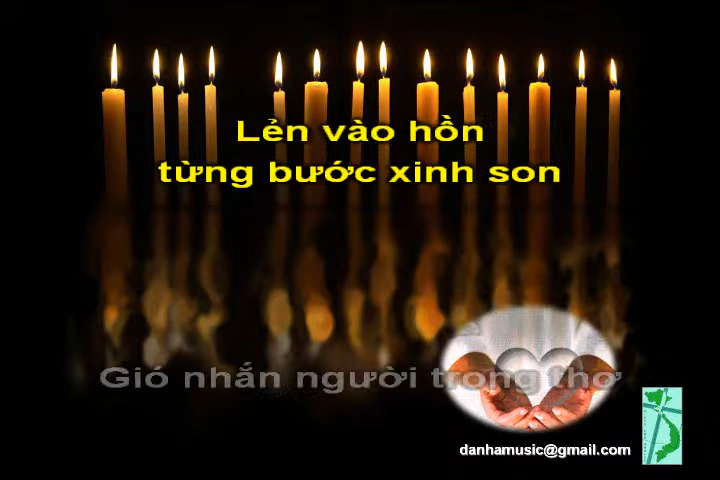 Lẻn vào hồn
từng bước xinh son
Gió nhắn người trong thơ
danhamusic@gmail.com